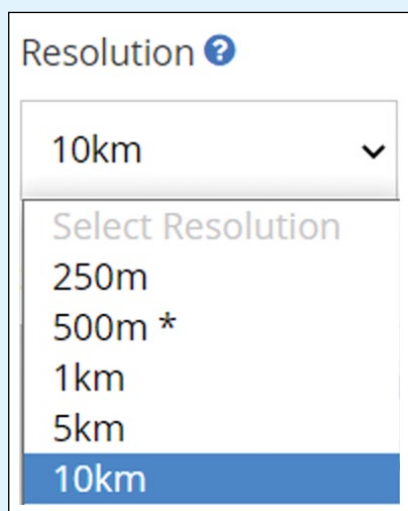 Resolution ?
10km
Select Resolution
250m
500m *
1km
5km
10km